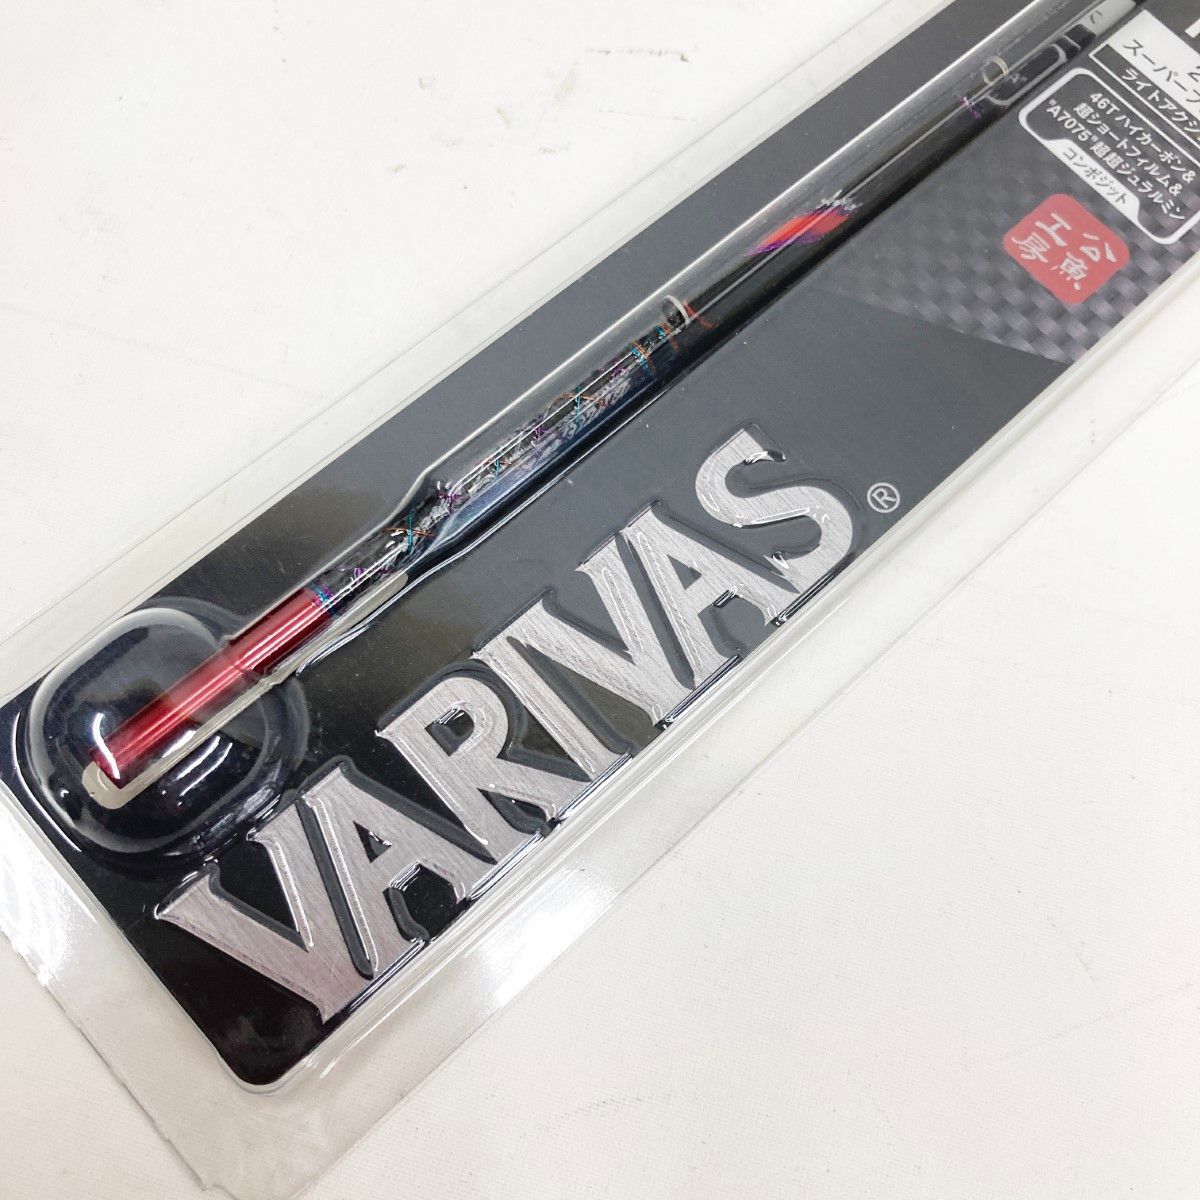 スーパー
ライトアクシ
46Tハイカーボン&
超ショートフィルム&
"A7075"超超ジュラルミン
コンポジット
公魚
工房
VARIVAS®